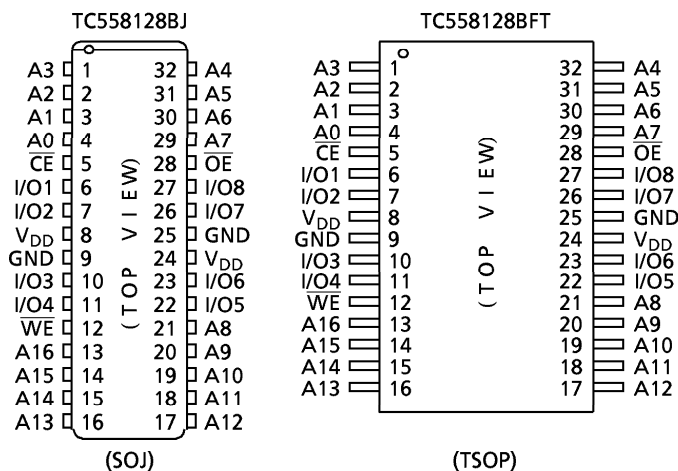 TC558128BJ
A3 1 32 A4
A2 2 31 A5
A1 3 30 A6
A0 4 29 A7
C̅E̅ 5 28 O̅E̅
I/O1 6 27 I/O8
I/O2 7 26 I/O7
VDD 8 25 GND
GND 9 24 VDD
I/O3 10 23 I/O6
I/O4 11 22 I/O5
W̅E̅ 12 21 A8
A16 13 20 A9
A15 14 19 A10
A14 15 18 A11
A13 16 17 A12
(TOP VIEW)
(SOJ)
TC558128BFT
A3 1 32 A4
A2 2 31 A5
A1 3 30 A6
A0 4 29 A7
C̅E̅ 5 28 O̅E̅
I/O1 6 27 I/O8
I/O2 7 26 I/O7
VDD 8 25 GND
GND 9 24 VDD
I/O3 10 23 I/O6
I/O4 11 22 I/O5
W̅E̅ 12 21 A8
A16 13 20 A9
A15 14 19 A10
A14 15 18 A11
A13 16 17 A12
(TOP VIEW)
(TSOP)